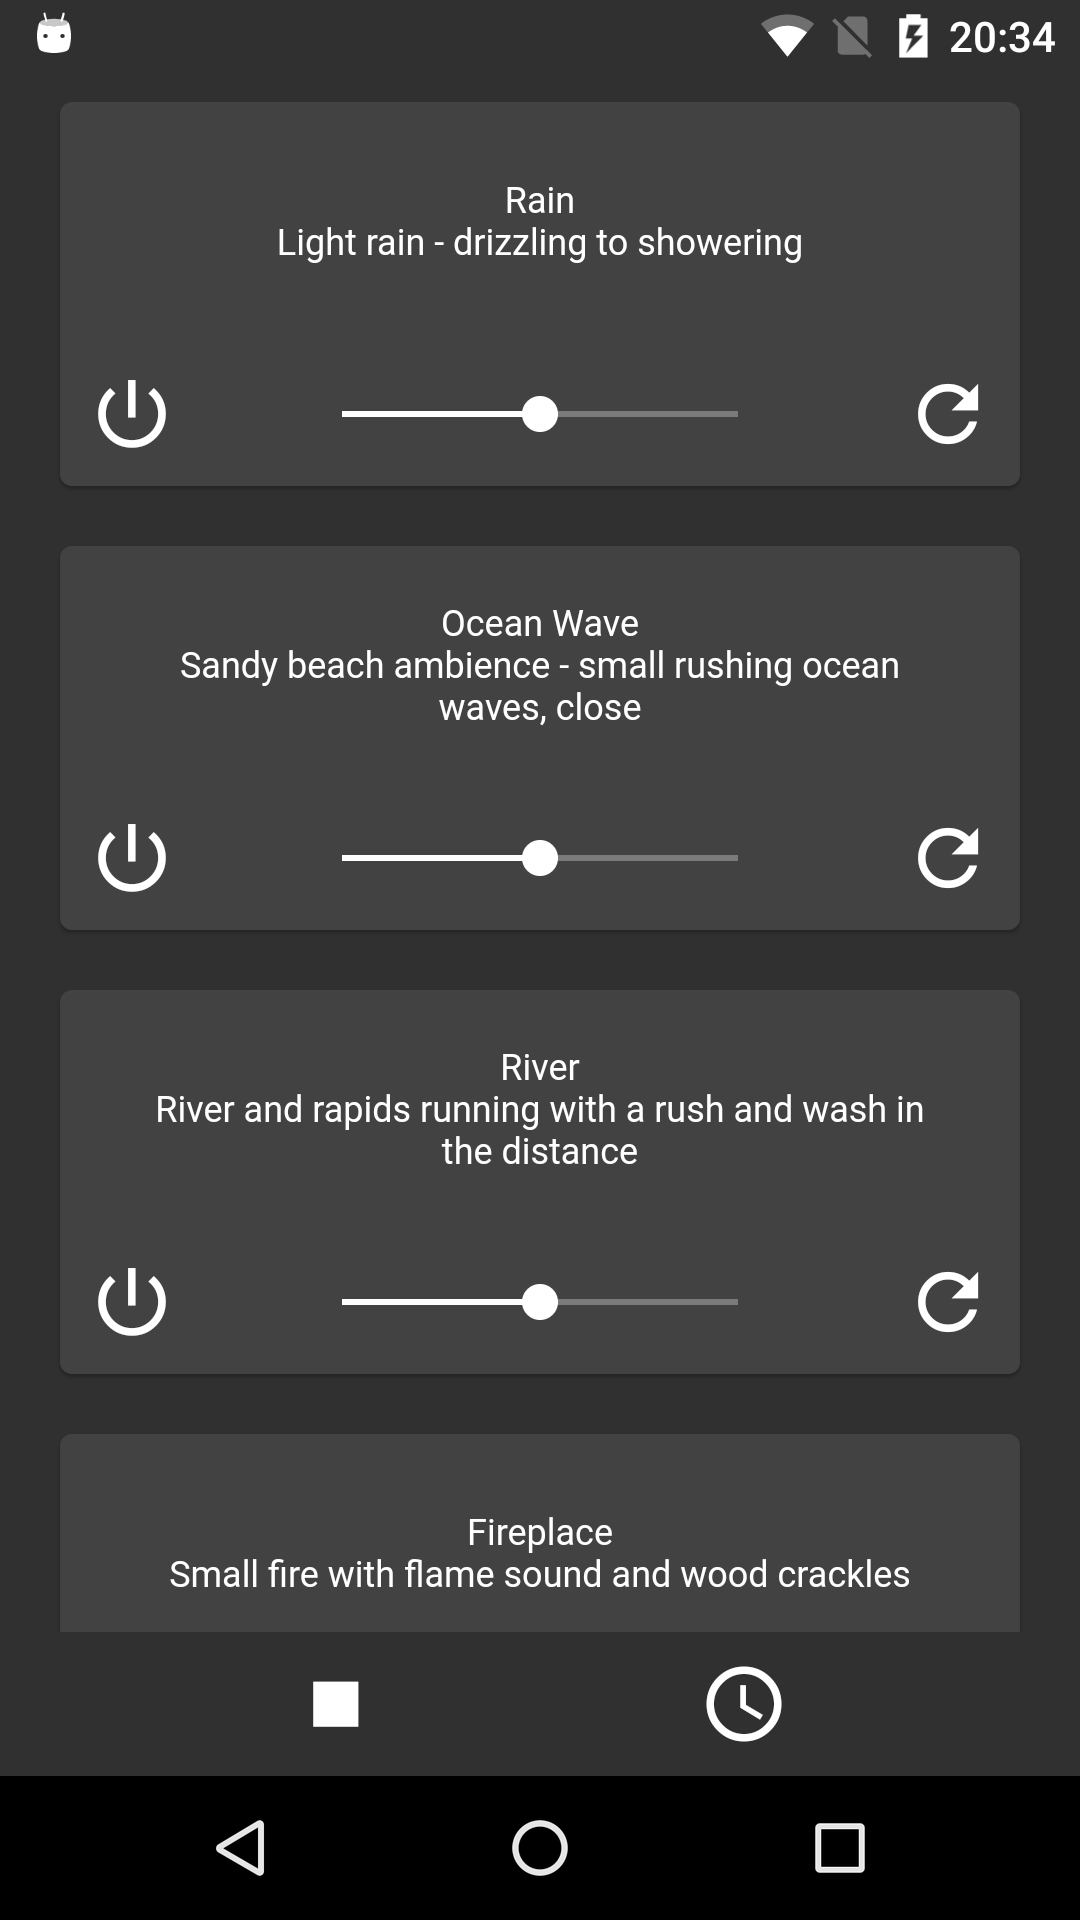 20:34
Rain
Light rain - drizzling to showering
Ocean Wave
Sandy beach ambience - small rushing ocean
waves, close
River
River and rapids running with a rush and wash in
the distance
Fireplace
Small fire with flame sound and wood crackles